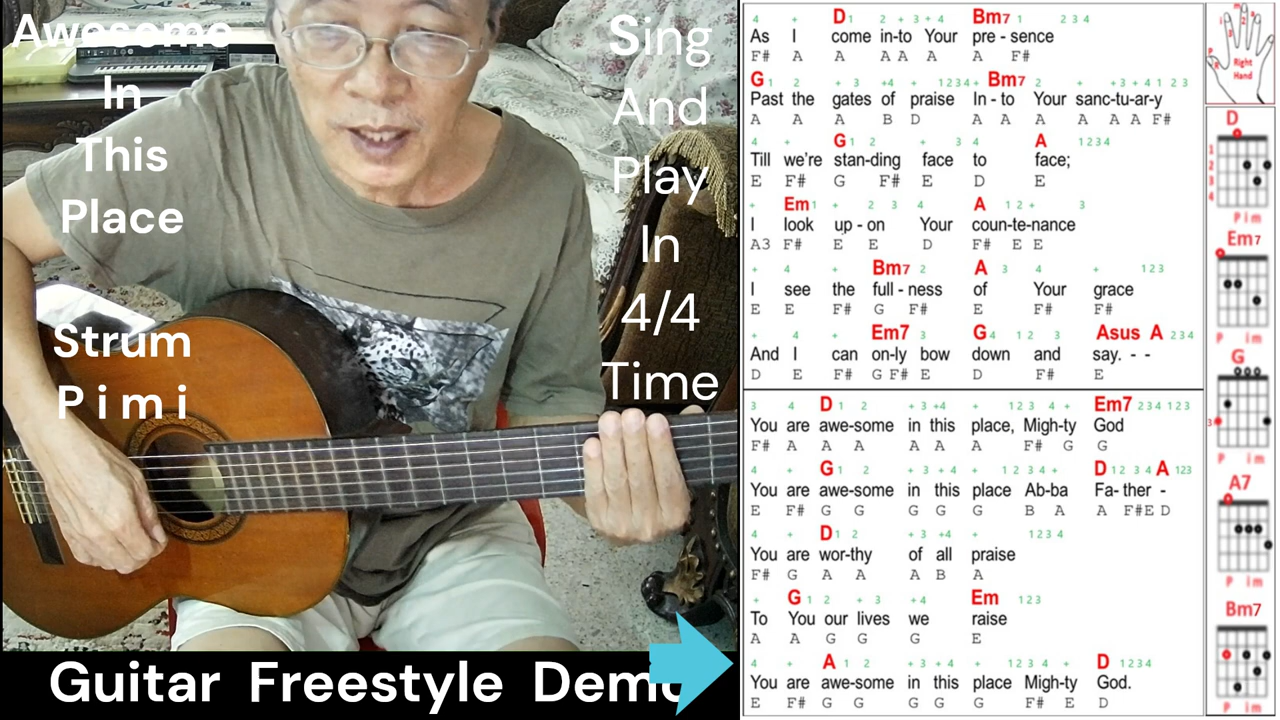 Awesome
In
This
Place
Strum
P i m i
Sing
And
Play
In
4/4
Time
Guitar Freestyle Demo
4 + D 1 2 + 3 + 4 Bm7 1 2 3 4
As I come in-to Your pre - sence
F# A A A A A A F#
G 1 2 + 3 +4 + 1 2 3 4 + Bm7 2 + +3 + 4 1 2 3
Past the gates of praise In - to Your sanc-tu-ar-y
A A A B D A A A A A A F#
4 + G 1 2 + 3 4 A 1 2 3 4
Till we're stan-ding face to face;
E F# G F# E D E
+ Em 1 + 2 3 4 A 1 2 + 3
I look up - on Your coun-te-nance
A3 F# E E D F# E E
+ 4 + Bm7 2 A 3 4 + 1 2 3
I see the full - ness of Your grace
E E F# G F# E F# F#
+ 4 + Em7 3 G 4 1 2 3 Asus A 2 3 4
And I can on-ly bow down and say. - -
D E F# G F# E D F# E
3 4 D 1 2 + 3 +4 + 1 2 3 4 + Em7 2 3 4 1 2 3
You are awe-some in this place, Migh-ty God
F# A A A A A A F# G G
4 + G 1 2 + 3 + 4 + 1 2 3 4 + D 1 2 3 4 A 1 2 3
You are awe-some in this place Ab-ba Fa- ther -
E F# G G G G G B A A F# E D
4 + D 1 2 + 3 +4 + 1 2 3 4
You are wor-thy of all praise
F# G A A A B A
+ G 1 2 + 3 +4 Em 1 2 3
To You our lives we raise
A A G G G E
4 + A 1 2 + 3 + 4 + 1 2 3 4 + D 1 2 3 4
You are awe-some in this place Migh-ty God.
E F# G G G G G F# E D
Right
Hand
D
1
2
3
4
P i m
Em7
P i m
G
3
P i m
A7
P i m
Bm7
P i m